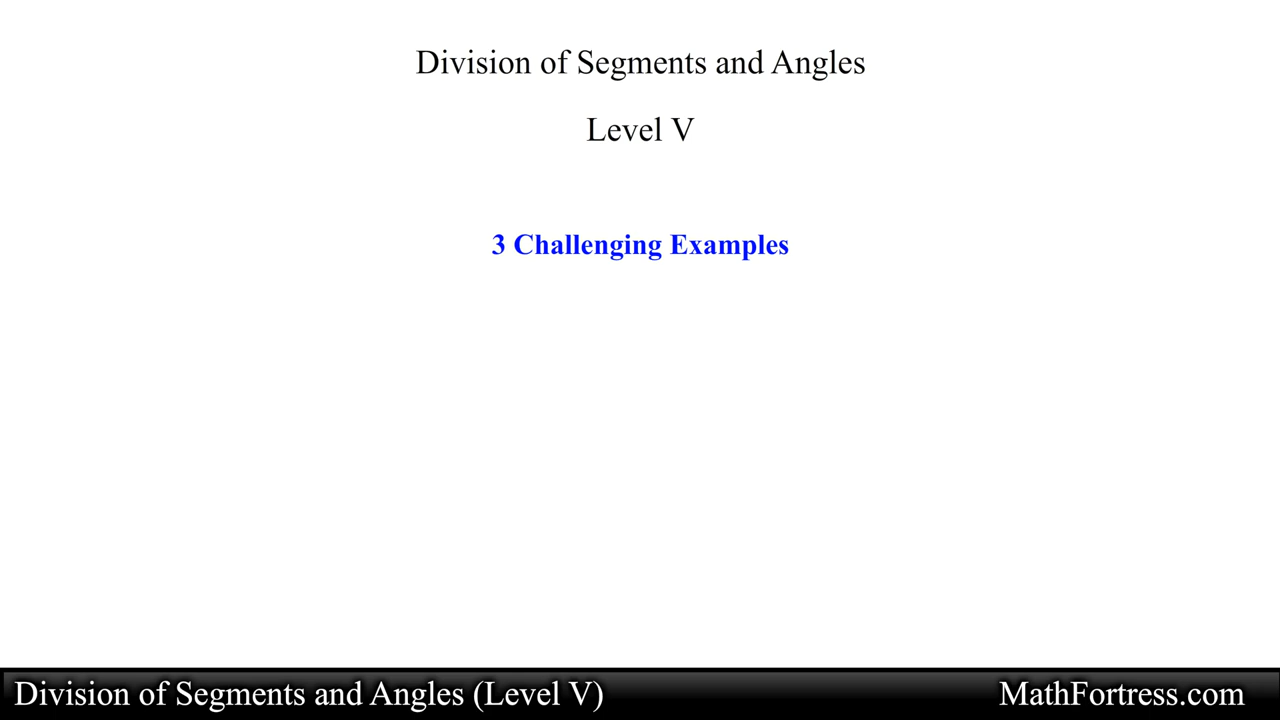 Division of Segments and Angles
Level V
3 Challenging Examples
Division of Segments and Angles (Level V)
MathFortress.com